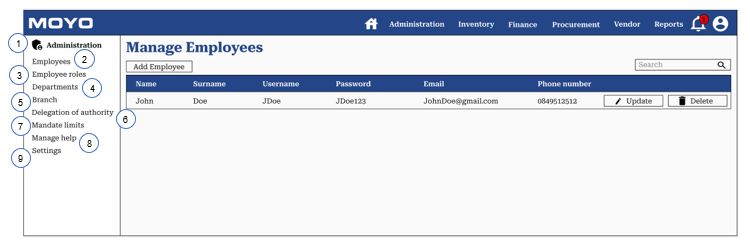 MOYO
Administration Inventory Finance Procurement Vendor Reports 1
1 Administration
Employees 2
3 Employee roles
Departments 4
5 Branch
Delegation of authority 6
7 Mandate limits
Manage help 8
9 Settings
Manage Employees
Add Employee Search
Name Surname Username Password Email Phone number
John Doe JDoe JDoe123 JohnDoe@gmail.com 0849512512 Update Delete